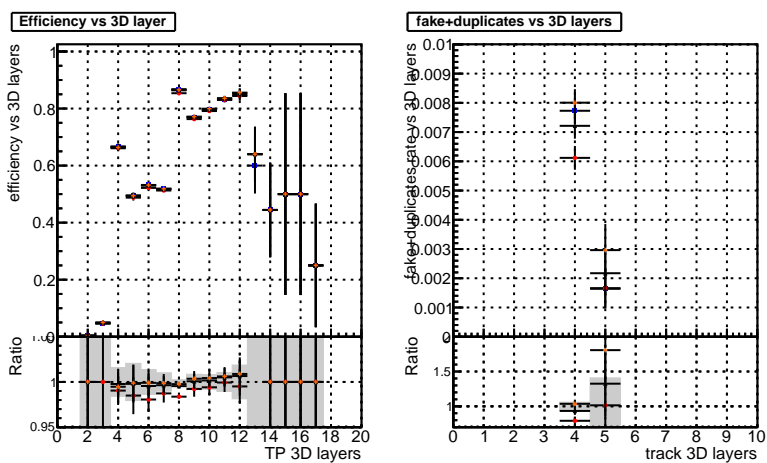 Efficiency vs 3D layer
efficiency vs 3D layers
1
0.8
0.6
0.4
0.2
0
Ratio
1
0.95
0 2 4 6 8 10 12 14 16 18 20
TP 3D layers
fake+duplicates vs 3D layers
fake+duplicates rate vs 3D layers
0.01
0.009
0.008
0.007
0.006
0.005
0.004
0.003
0.002
0.001
0
Ratio
1.5
1
0 1 2 3 4 5 6 7 8 9 10
track 3D layers